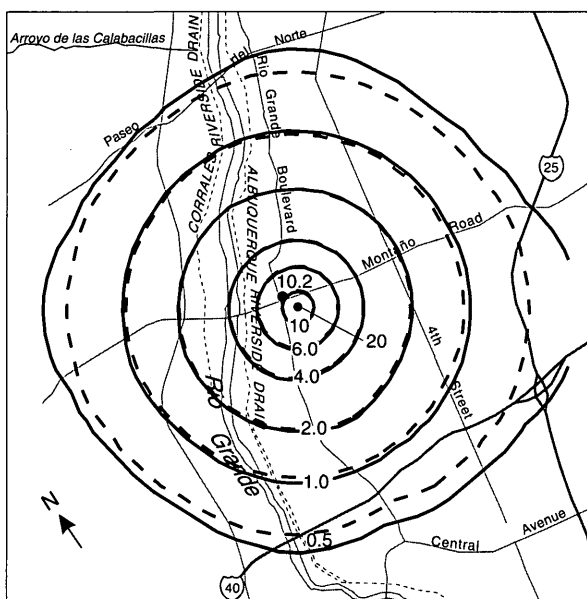 Arroyo de las Calabacillas
Paseo del Norte
CORRALES RIVERSIDE DRAIN
Rio Grande Boulevard
ALBUQUERQUE RIVERSIDE DRAIN
25
Montaño Road
10.2
10
20
6.0
4.0
4th Street
Rio Grande
2.0
1.0
N
0.5
Central Avenue
40